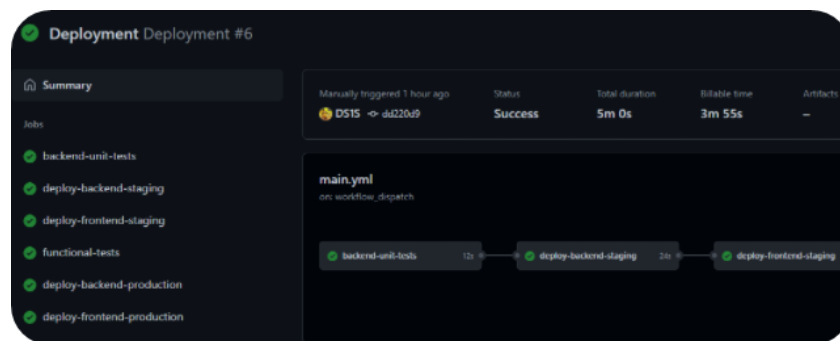 Deployment Deployment #6
Summary
Jobs
backend-unit-tests
deploy-backend-staging
deploy-frontend-staging
functional-tests
deploy-backend-production
deploy-frontend-production
Manually triggered 1 hour ago
DS1S dd220d9
Status
Success
Total duration
5m 0s
Billable time
3m 55s
Artifacts
–
main.yml
on: workflow_dispatch
backend-unit-tests 12s
deploy-backend-staging 24s
deploy-frontend-staging